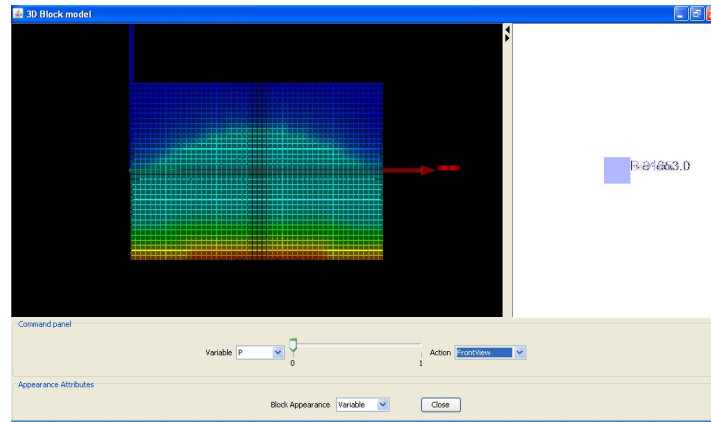 3D Block model
Command panel
Variable P 0 1 Action FrontView
Appearance Attributes
Block Appearance Variable Close